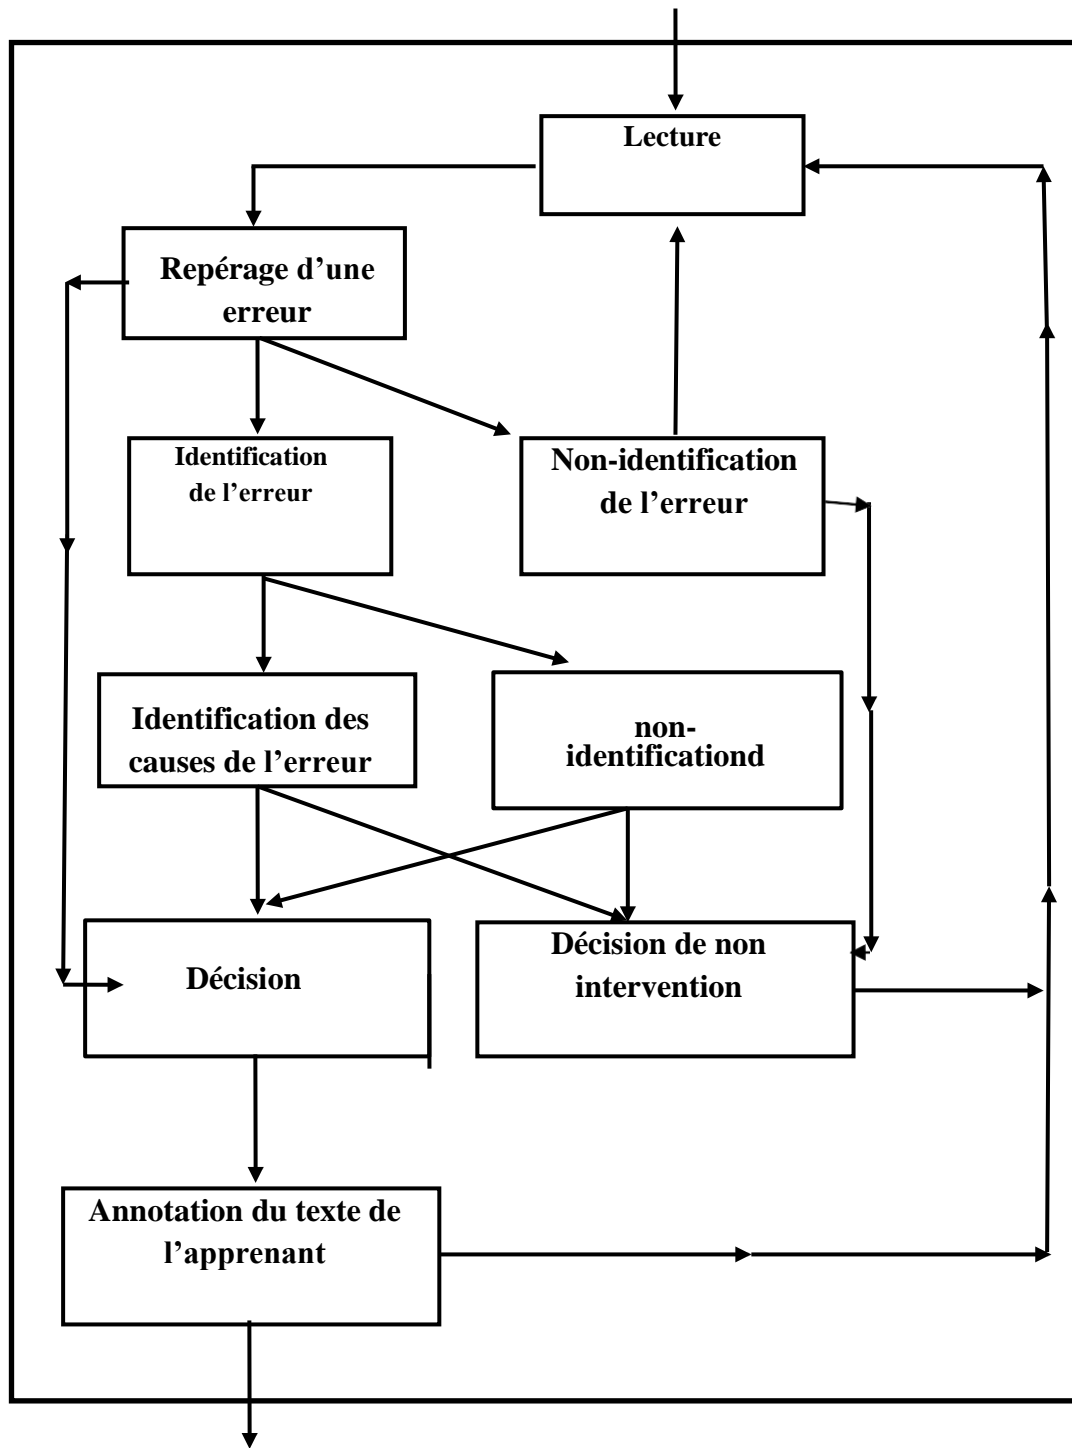 Lecture
Repérage d’une
erreur
Identification
de l’erreur
Non-identification
de l’erreur
Identification des
causes de l’erreur
non-
identificationd
Décision
Décision de non
intervention
Annotation du texte de
l’apprenant